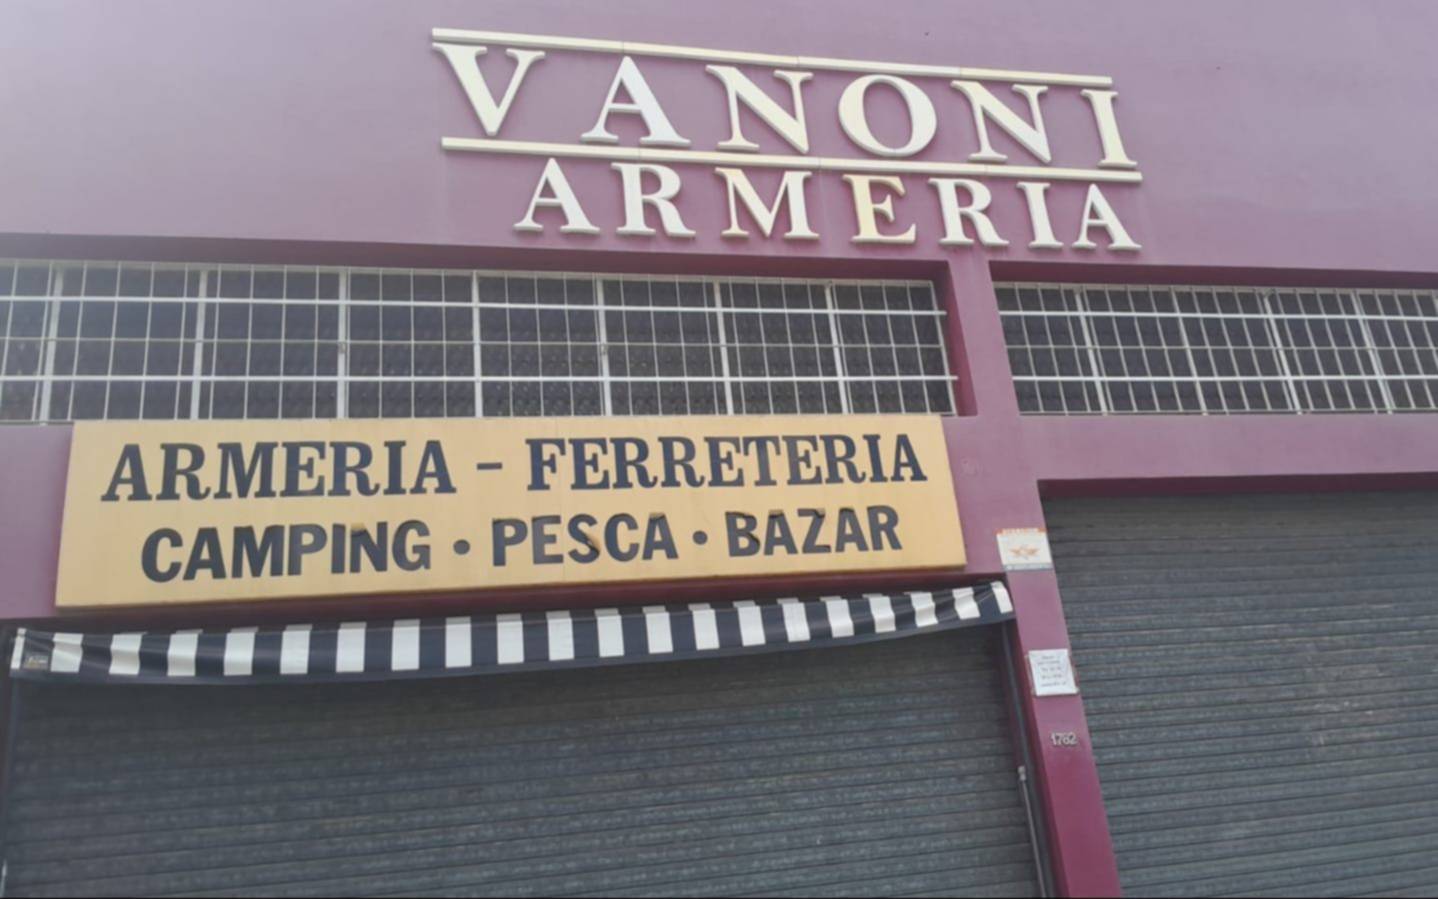 VANONI
ARMERIA
ARMERIA - FERRETERIA
CAMPING · PESCA · BAZAR
1782